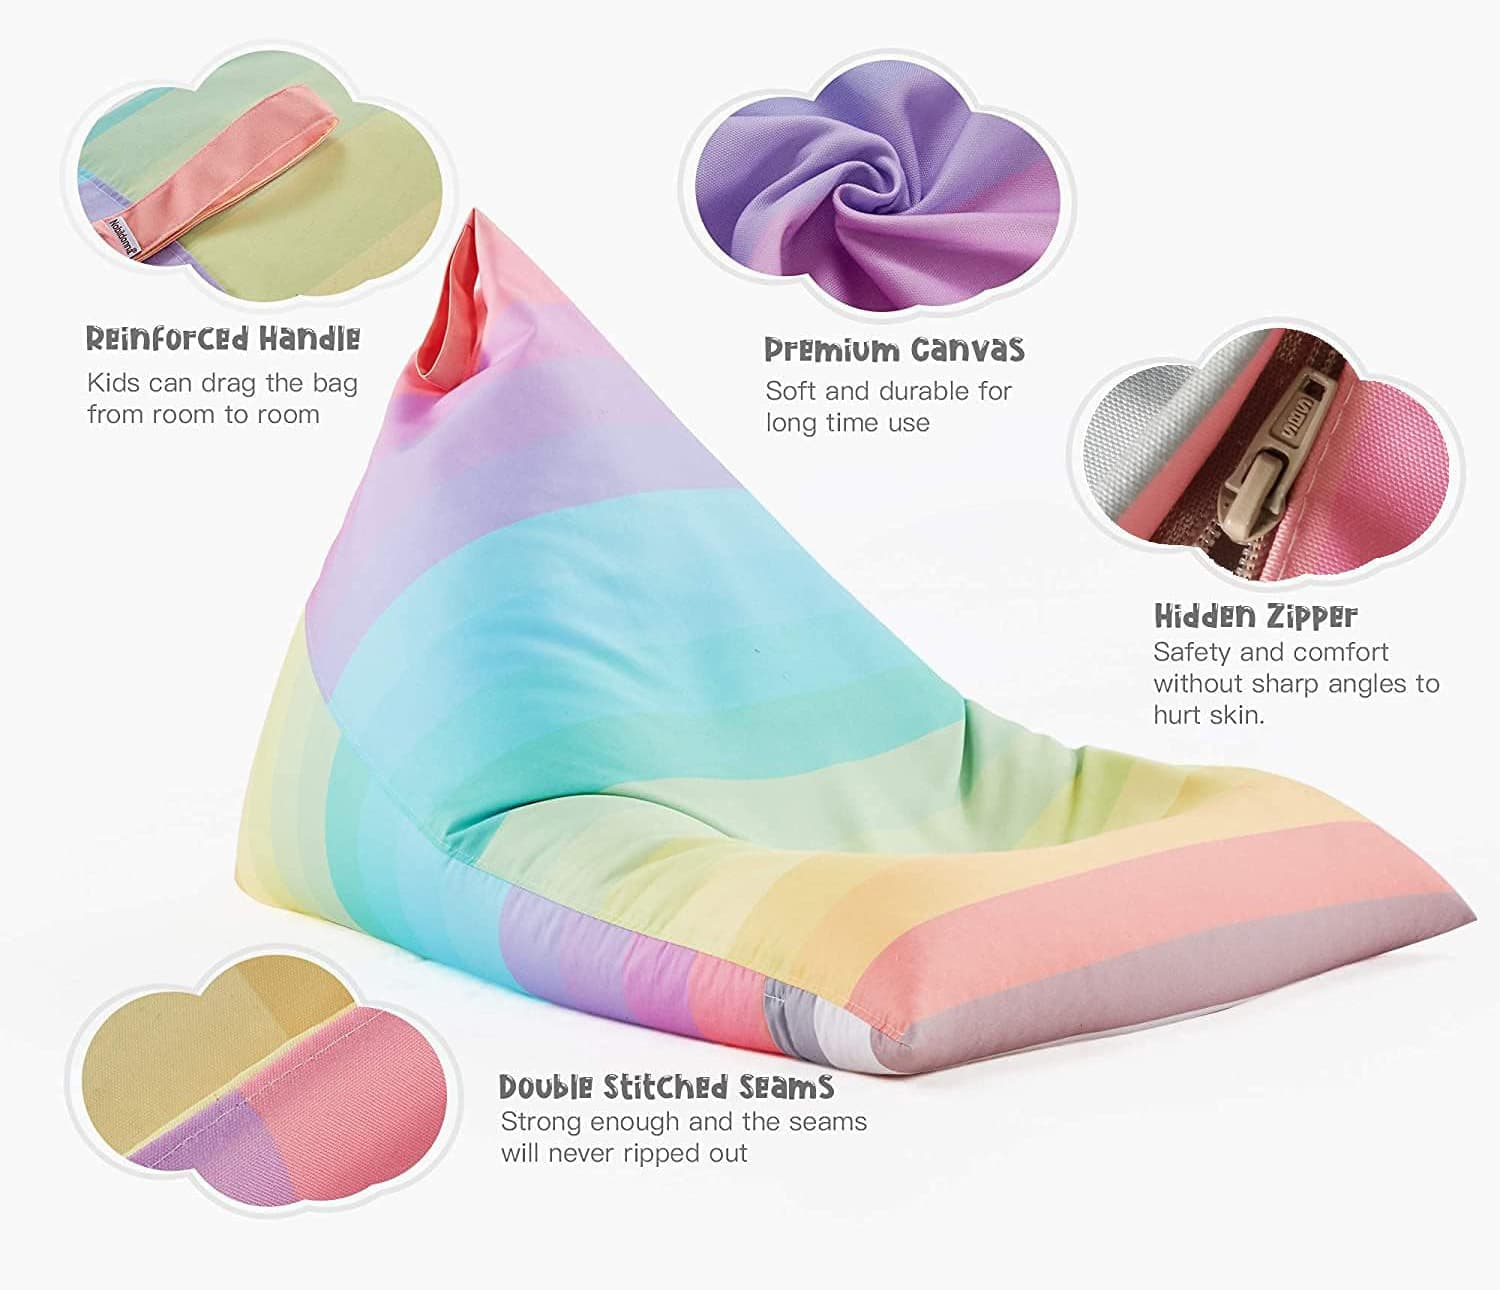 Nobildonna
Reinforced Handle
Kids can drag the bag
from room to room
Premium Canvas
Soft and durable for
long time use
SBS
Hidden Zipper
Safety and comfort
without sharp angles to
hurt skin.
Double Stitched Seams
Strong enough and the seams
will never ripped out